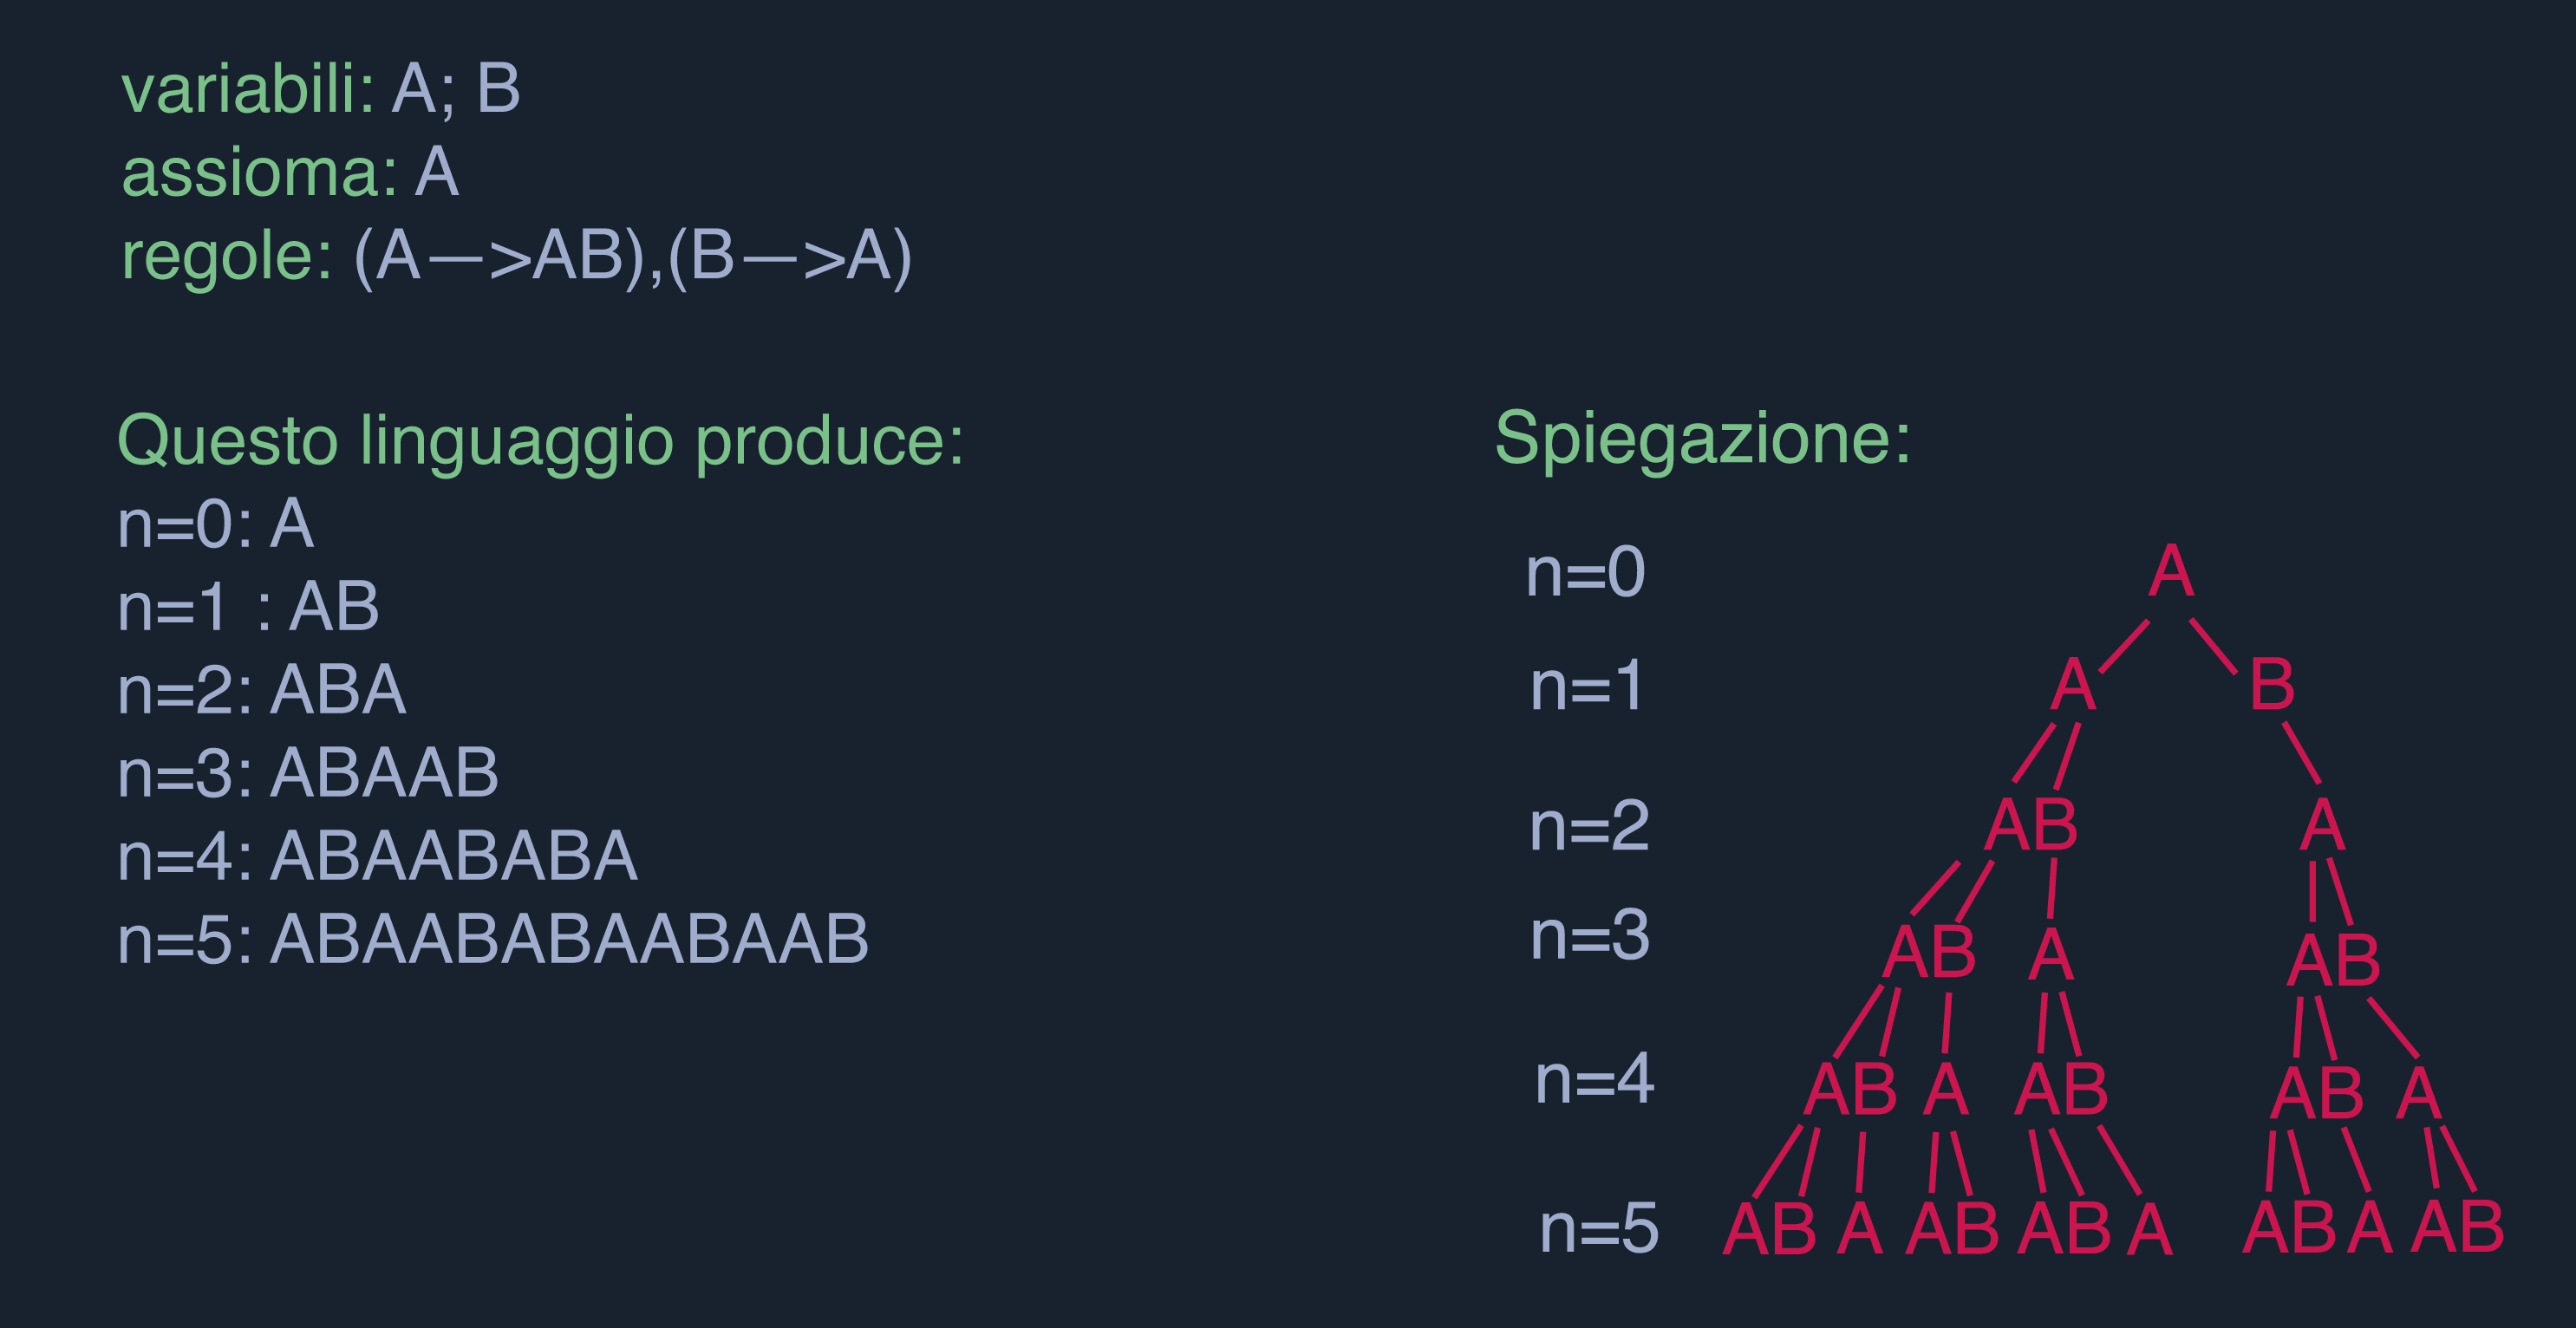 variabili: A; B
assioma: A
regole: (A—>AB),(B—>A)
Questo linguaggio produce:
n=0: A
n=1 : AB
n=2: ABA
n=3: ABAAB
n=4: ABAABABA
n=5: ABAABABAABAAB
Spiegazione:
n=0 A
n=1 A B
n=2 AB A
n=3 AB A AB
n=4 AB A AB AB A
n=5 AB A AB AB A AB A AB